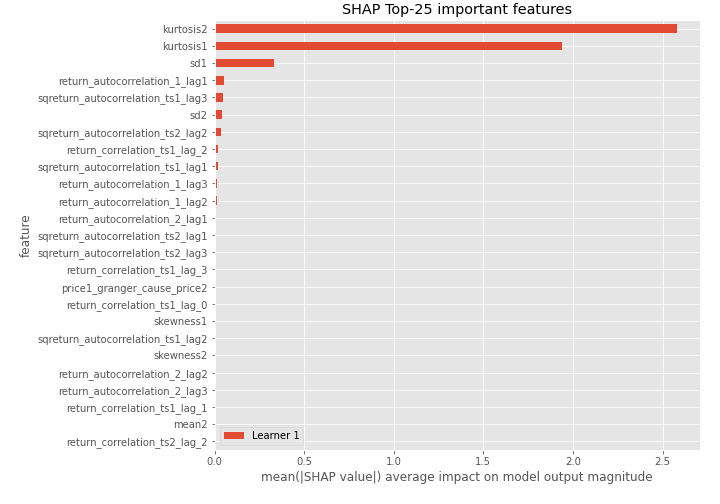 SHAP Top-25 important features
kurtosis2
kurtosis1
sd1
return_autocorrelation_1_lag1
sqreturn_autocorrelation_ts1_lag3
sd2
sqreturn_autocorrelation_ts2_lag2
return_correlation_ts1_lag_2
sqreturn_autocorrelation_ts1_lag1
return_autocorrelation_1_lag3
return_autocorrelation_1_lag2
return_autocorrelation_2_lag1
sqreturn_autocorrelation_ts2_lag1
sqreturn_autocorrelation_ts2_lag3
return_correlation_ts1_lag_3
price1_granger_cause_price2
return_correlation_ts1_lag_0
skewness1
sqreturn_autocorrelation_ts1_lag2
skewness2
return_autocorrelation_2_lag2
return_autocorrelation_2_lag3
return_correlation_ts1_lag_1
mean2
return_correlation_ts2_lag_2
feature
Learner 1
0.0 0.5 1.0 1.5 2.0 2.5
mean(|SHAP value|) average impact on model output magnitude